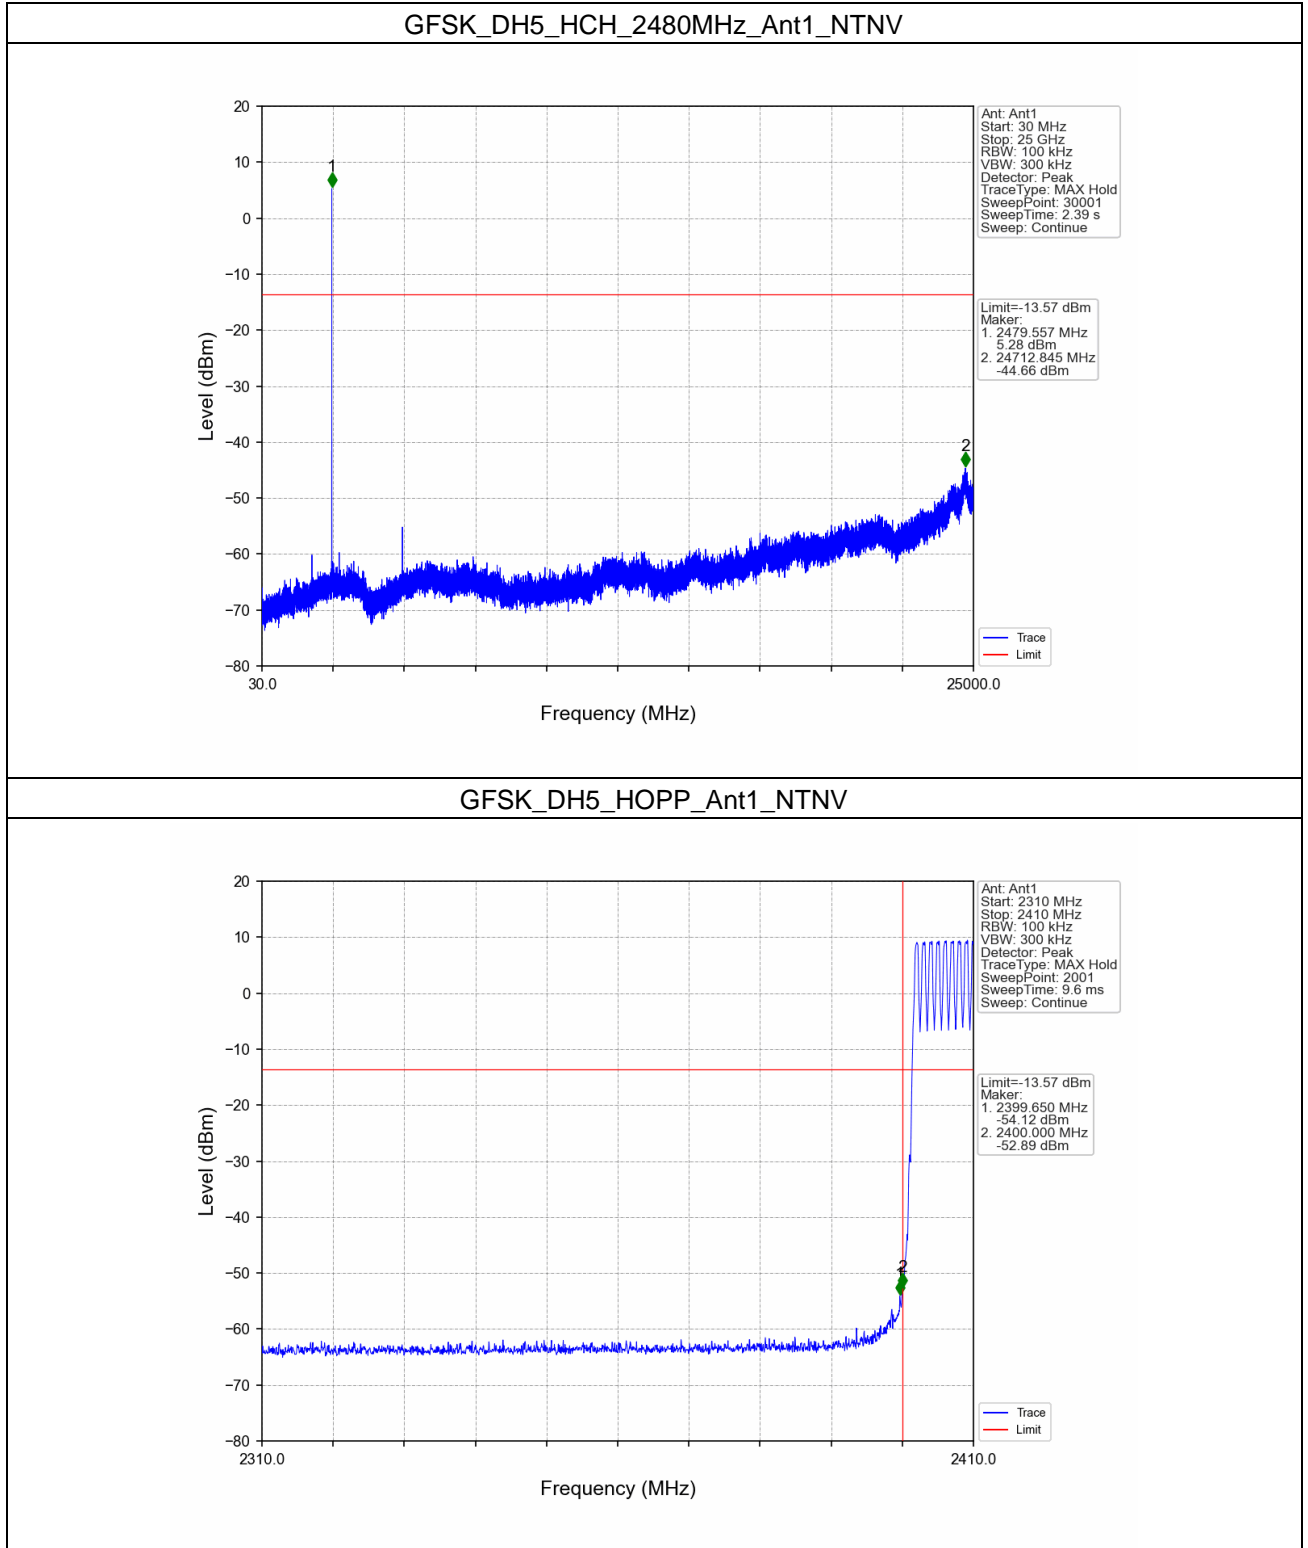 GFSK_DH5_HCH_2480MHz_Ant1_NTNV
20
10
0
−10
−20
−30
−40
−50
−60
−70
−80
Level (dBm)
1
2
30.0
25000.0
Frequency (MHz)
Ant: Ant1
Start: 30 MHz
Stop: 25 GHz
RBW: 100 kHz
VBW: 300 kHz
Detector: Peak
TraceType: MAX Hold
SweepPoint: 30001
SweepTime: 2.39 s
Sweep: Continue
Limit=-13.57 dBm
Maker:
1. 2479.557 MHz
5.28 dBm
2. 24712.845 MHz
-44.66 dBm
Trace
Limit
GFSK_DH5_HOPP_Ant1_NTNV
20
10
0
−10
−20
−30
−40
−50
−60
−70
−80
Level (dBm)
1
2
2310.0
2410.0
Frequency (MHz)
Ant: Ant1
Start: 2310 MHz
Stop: 2410 MHz
RBW: 100 kHz
VBW: 300 kHz
Detector: Peak
TraceType: MAX Hold
SweepPoint: 2001
SweepTime: 9.6 ms
Sweep: Continue
Limit=-13.57 dBm
Maker:
1. 2399.650 MHz
-54.12 dBm
2. 2400.000 MHz
-52.89 dBm
Trace
Limit